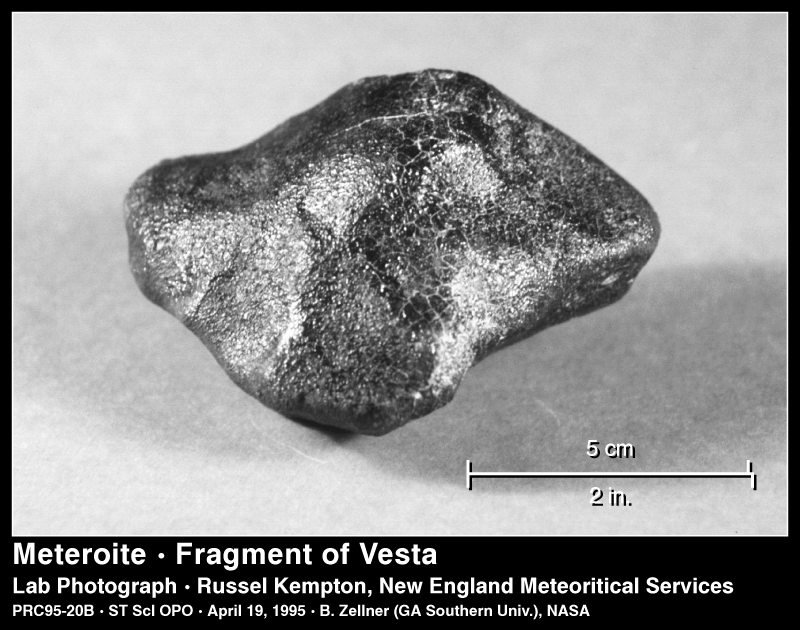 5 cm
2 in.
Meteroite · Fragment of Vesta
Lab Photograph · Russel Kempton, New England Meteoritical Services
PRC95-20B · ST ScI OPO · April 19, 1995 · B. Zellner (GA Southern Univ.), NASA